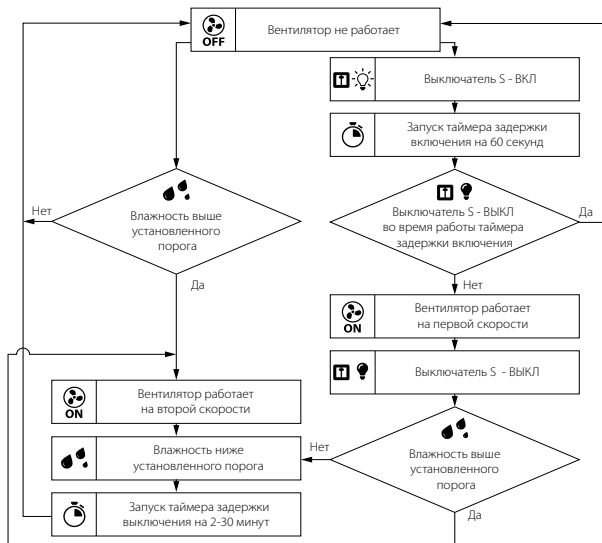 OFF
Вентилятор не работает
Выключатель S - ВКЛ
Запуск таймера задержки
включения на 60 секунд
Нет
Влажность выше
установленного
порога
Да
Выключатель S - ВЫКЛ
во время работы таймера
задержки включения
Да
Нет
ON
Вентилятор работает
на первой скорости
Выключатель S - ВЫКЛ
ON
Вентилятор работает
на второй скорости
Влажность ниже
установленного порога
Нет
Влажность выше
установленного
порога
Да
Запуск таймера задержки
выключения на 2-30 минут